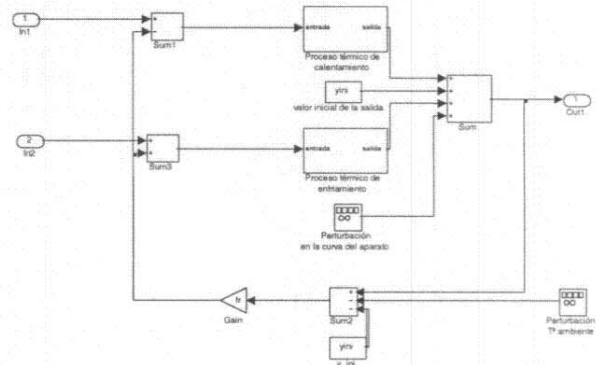 1
In1
Sum1
entrada
salida
Proceso térmico de
calentamiento
yini
valor inicial de la salida
Sum
1
Out1
2
In2
Sum3
entrada
salida
Proceso térmico de
enfriamiento
Perturbación
en la curva del aparato
fr
Gain
Sum2
Perturbación
Tª ambiente
yini
y_ini